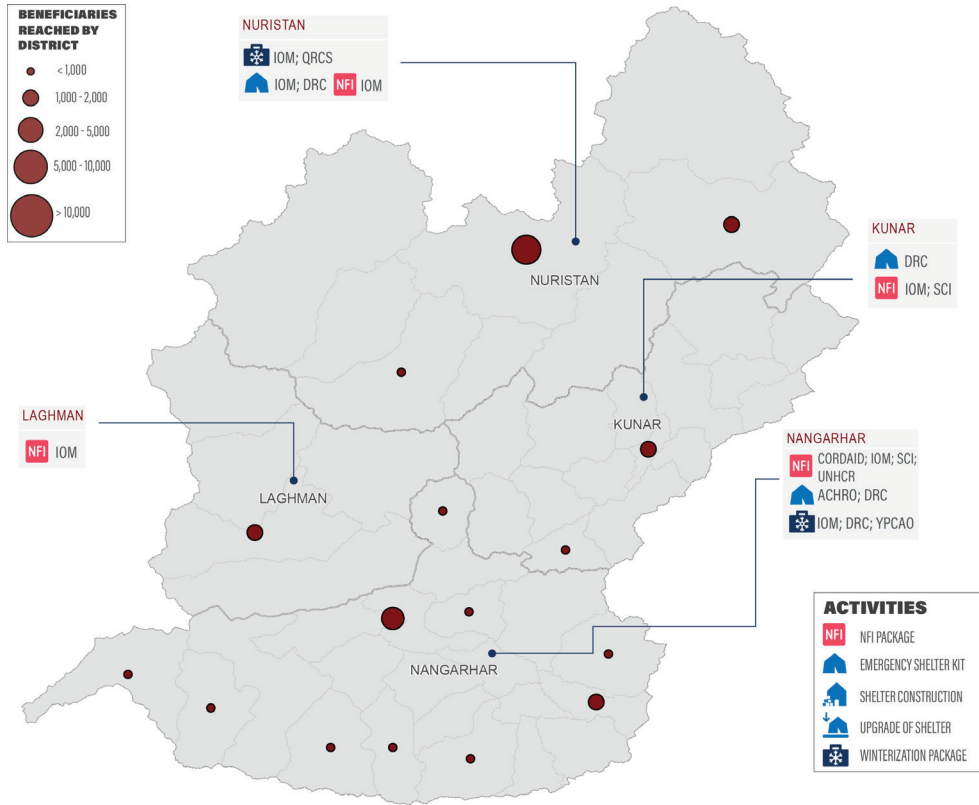 BENEFICIARIES
REACHED BY
DISTRICT
< 1,000
1,000 - 2,000
2,000 - 5,000
5,000 - 10,000
> 10,000
NURISTAN
IOM; QRCS
IOM; DRC NFI IOM
KUNAR
DRC
NFI IOM; SCI
NURISTAN
LAGHMAN
NFI IOM
KUNAR
NANGARHAR
NFI CORDAID; IOM; SCI;
UNHCR
ACHRO; DRC
IOM; DRC; YPCAO
LAGHMAN
NANGARHAR
ACTIVITIES
NFI NFI PACKAGE
EMERGENCY SHELTER KIT
SHELTER CONSTRUCTION
UPGRADE OF SHELTER
WINTERIZATION PACKAGE